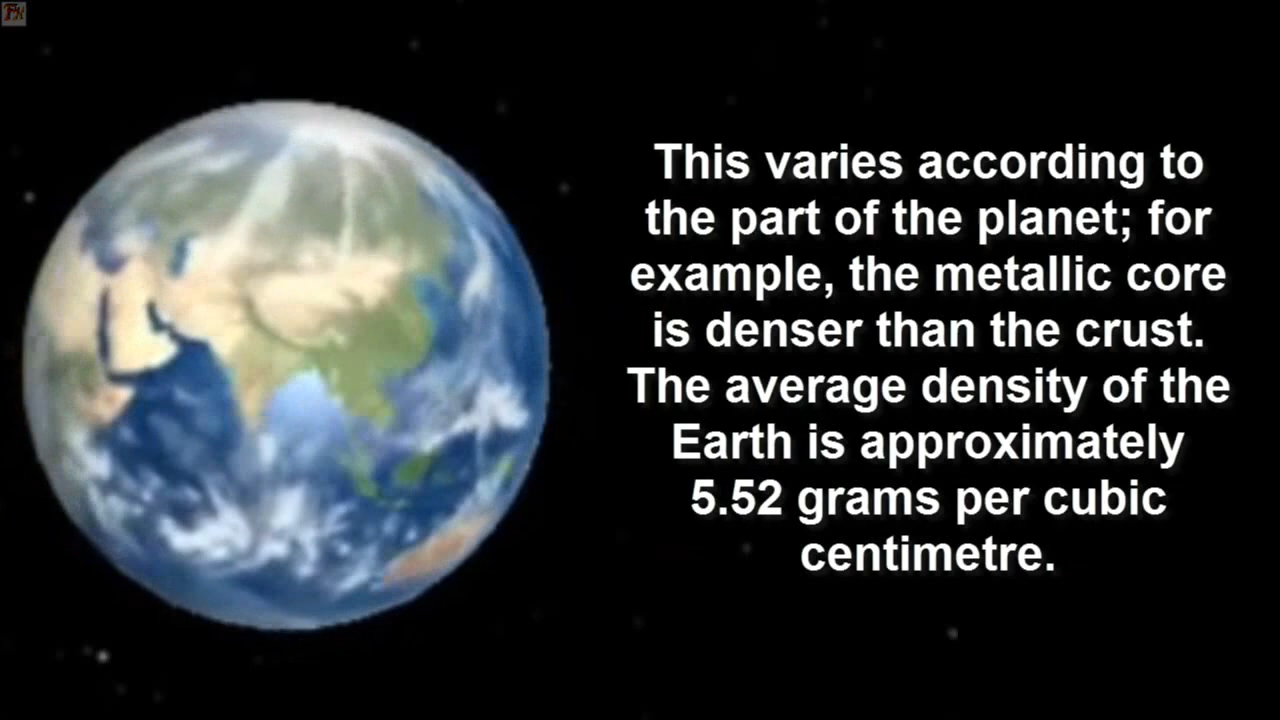 This varies according to
the part of the planet; for
example, the metallic core
is denser than the crust.
The average density of the
Earth is approximately
5.52 grams per cubic
centimetre.